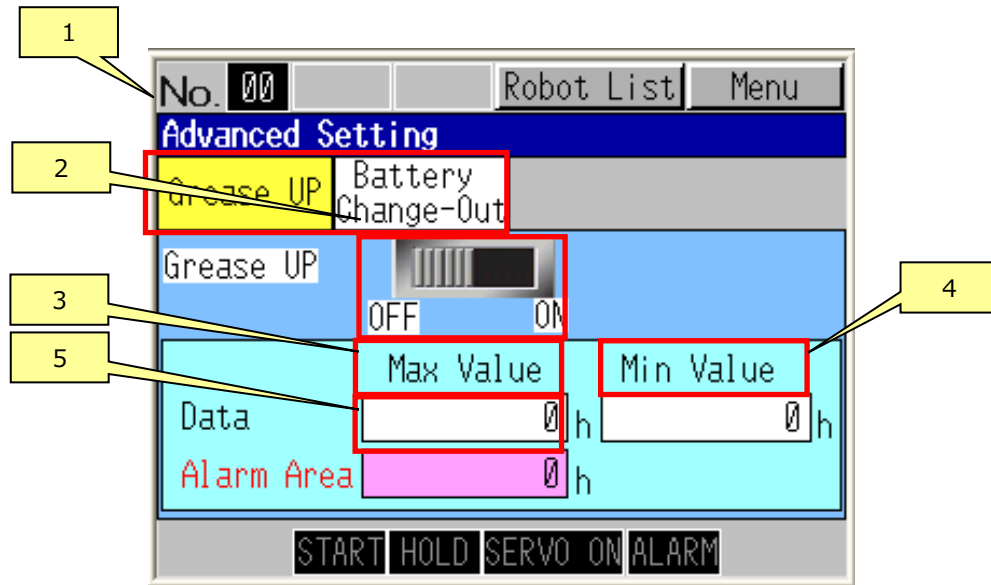 1
No. 00 Robot List Menu
Advanced Setting
2
Grease UP Battery Change-Out
Grease UP
OFF ON
3
4
5
Max Value Min Value
Data 0 h 0 h
Alarm Area 0 h
START HOLD SERVO ON ALARM